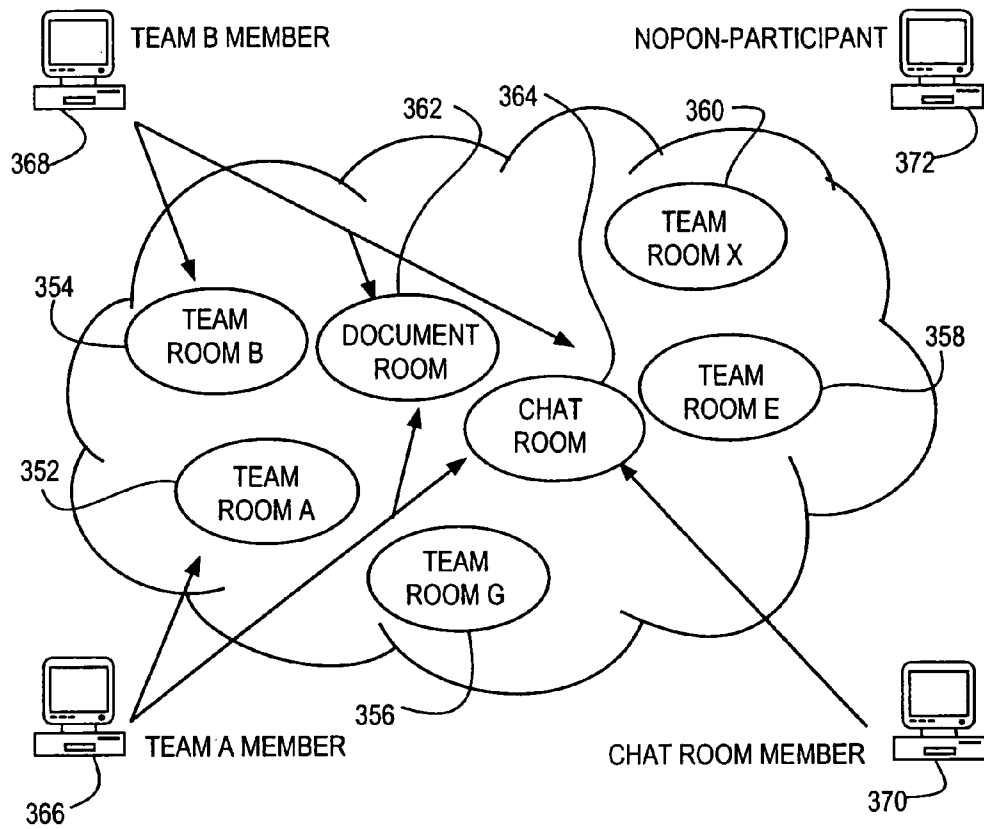 TEAM B MEMBER
NOPON-PARTICIPANT
368
362
364
360
372
TEAM
ROOM X
354
TEAM
ROOM B
DOCUMENT
ROOM
358
TEAM
ROOM E
CHAT
ROOM
352
TEAM
ROOM A
TEAM
ROOM G
356
TEAM A MEMBER
CHAT ROOM MEMBER
366
370